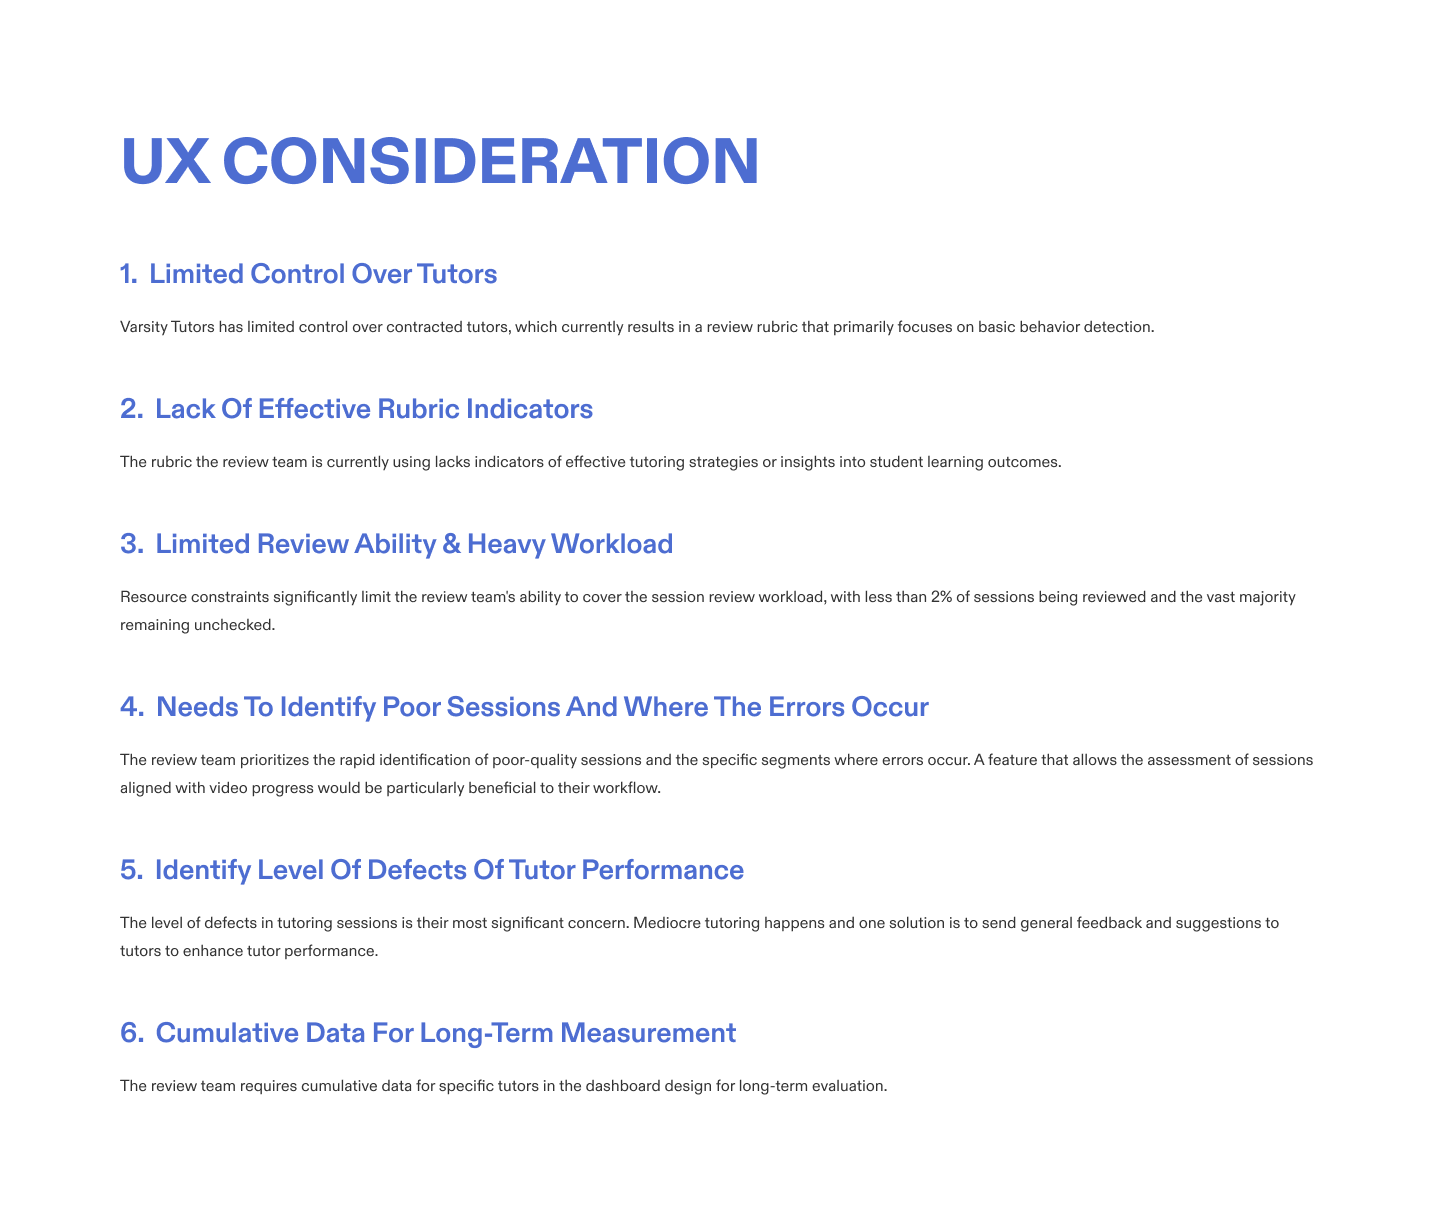 UX CONSIDERATION
1. Limited Control Over Tutors
Varsity Tutors has limited control over contracted tutors, which currently results in a review rubric that primarily focuses on basic behavior detection.
2. Lack Of Effective Rubric Indicators
The rubric the review team is currently using lacks indicators of effective tutoring strategies or insights into student learning outcomes.
3. Limited Review Ability & Heavy Workload
Resource constraints significantly limit the review team's ability to cover the session review workload, with less than 2% of sessions being reviewed and the vast majority
remaining unchecked.
4. Needs To Identify Poor Sessions And Where The Errors Occur
The review team prioritizes the rapid identification of poor-quality sessions and the specific segments where errors occur. A feature that allows the assessment of sessions
aligned with video progress would be particularly beneficial to their workflow.
5. Identify Level Of Defects Of Tutor Performance
The level of defects in tutoring sessions is their most significant concern. Mediocre tutoring happens and one solution is to send general feedback and suggestions to
tutors to enhance tutor performance.
6. Cumulative Data For Long-Term Measurement
The review team requires cumulative data for specific tutors in the dashboard design for long-term evaluation.